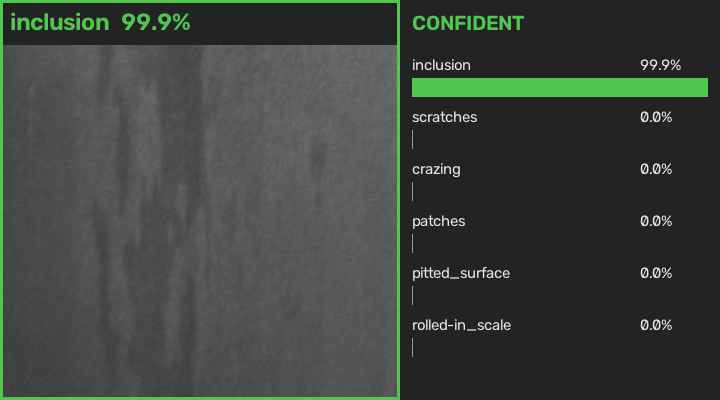 inclusion 99.9%
CONFIDENT
inclusion 99.9%
scratches 0.0%
crazing 0.0%
patches 0.0%
pitted_surface 0.0%
rolled-in_scale 0.0%